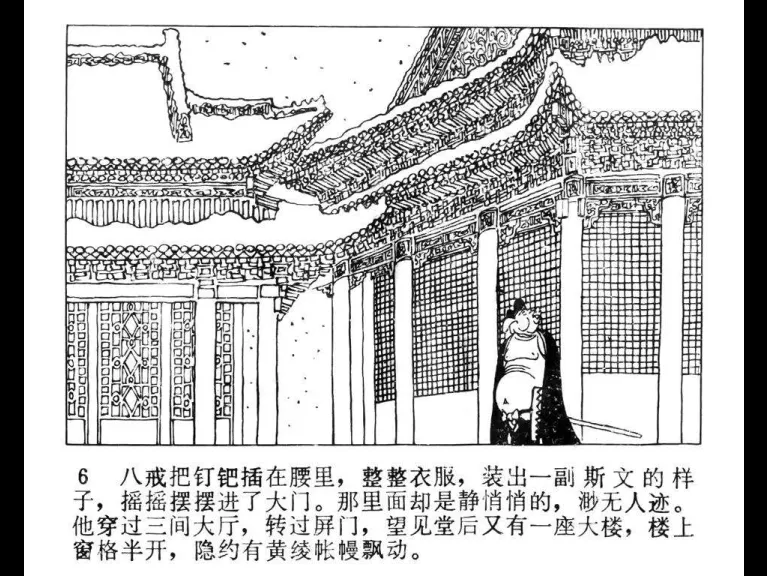 6 八戒把钉钯插在腰里，整整衣服，装出一副斯文的样
子，摇摇摆摆进了大门。那里面却是静悄悄的，渺无人迹。
他穿过三间大厅，转过屏门，望见堂后又有一座大楼，楼上
窗格半开，隐约有黄绫帐幔飘动。